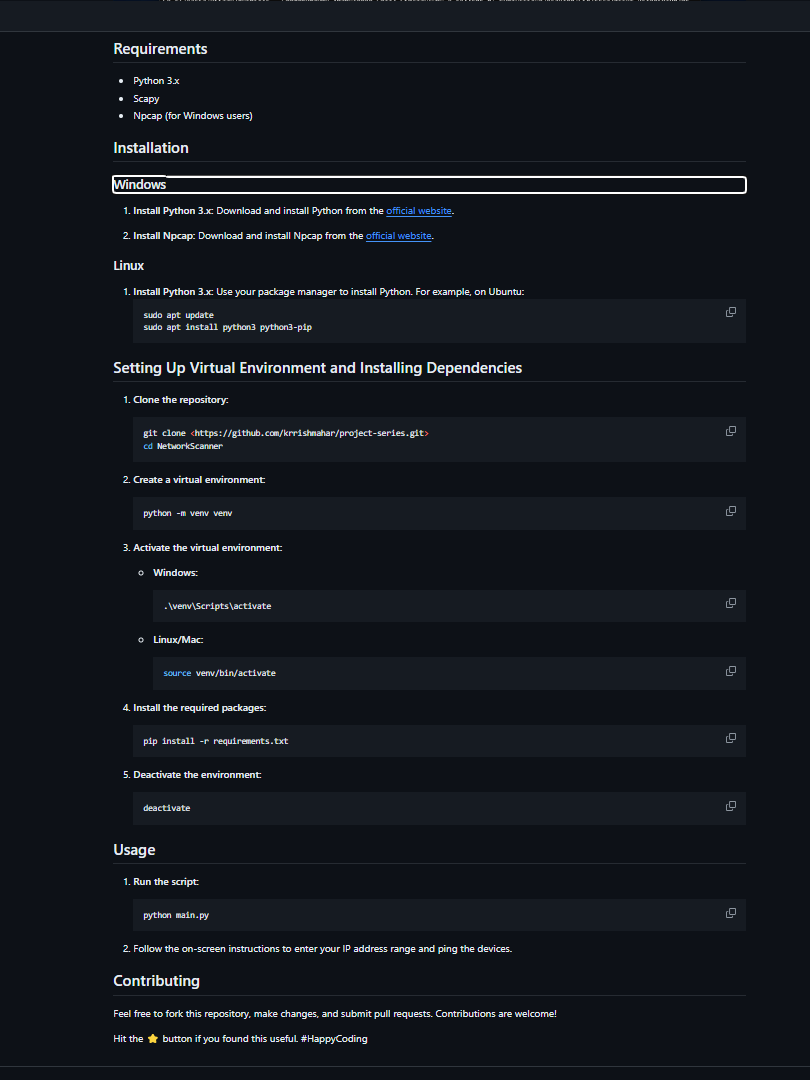 Requirements
Python 3.x
Scapy
Npcap (for Windows users)
Installation
Windows
1. Install Python 3.x: Download and install Python from the official website.
2. Install Npcap: Download and install Npcap from the official website.
Linux
1. Install Python 3.x: Use your package manager to install Python. For example, on Ubuntu:
sudo apt update
sudo apt install python3 python3-pip
Setting Up Virtual Environment and Installing Dependencies
1. Clone the repository:
git clone <https://github.com/krrishmahar/project-series.git>
cd NetworkScanner
2. Create a virtual environment:
python -m venv venv
3. Activate the virtual environment:
Windows:
.\venv\Scripts\activate
Linux/Mac:
source venv/bin/activate
4. Install the required packages:
pip install -r requirements.txt
5. Deactivate the environment:
deactivate
Usage
1. Run the script:
python main.py
2. Follow the on-screen instructions to enter your IP address range and ping the devices.
Contributing
Feel free to fork this repository, make changes, and submit pull requests. Contributions are welcome!
Hit the ⭐ button if you found this useful. #HappyCoding